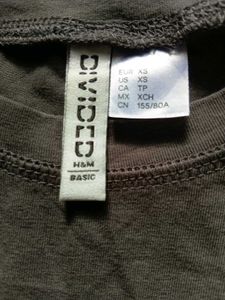 DIVIDED
H&M
BASIC
EUR XS
US XS
CA TP
MX XCH
CN 155/80A